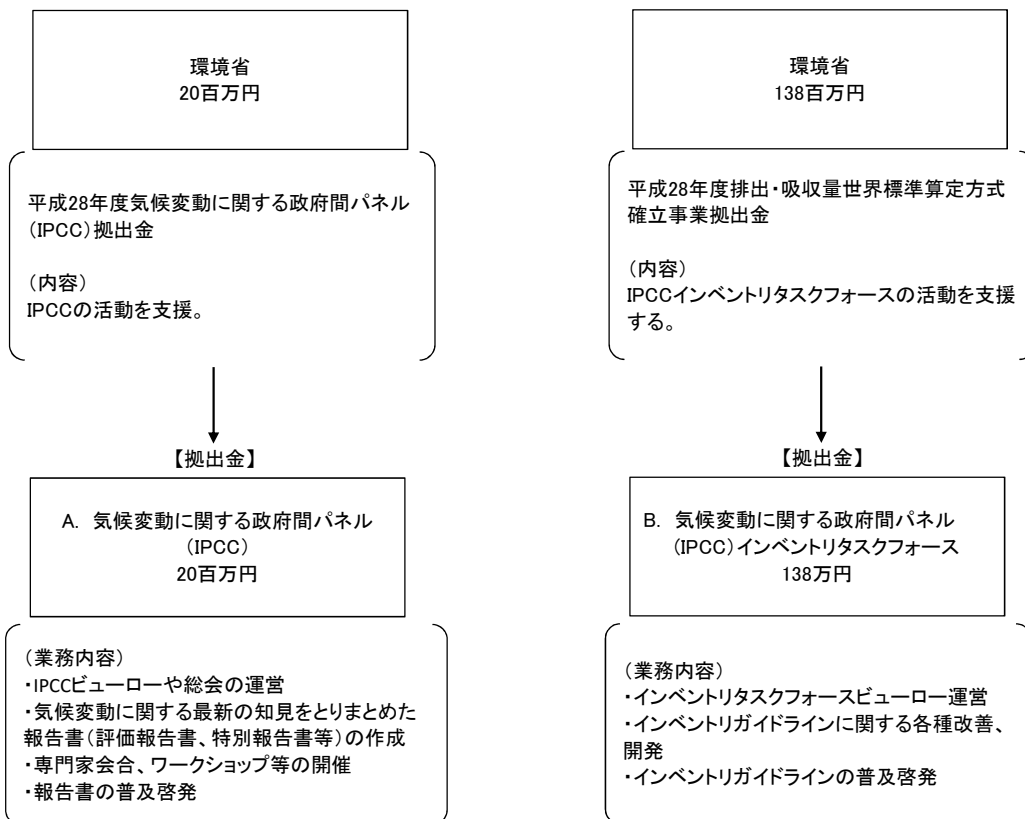 環境省
20百万円
平成28年度気候変動に関する政府間パネル
(IPCC)拠出金
(内容)
IPCCの活動を支援。
【拠出金】
A. 気候変動に関する政府間パネル
(IPCC)
20百万円
(業務内容)
・IPCCビューローや総会の運営
・気候変動に関する最新の知見をとりまとめた
報告書(評価報告書、特別報告書等)の作成
・専門家会合、ワークショップ等の開催
・報告書の普及啓発
環境省
138百万円
平成28年度排出・吸収量世界標準算定方式
確立事業拠出金
(内容)
IPCCインベントリタスクフォースの活動を支援
する。
【拠出金】
B. 気候変動に関する政府間パネル
(IPCC)インベントリタスクフォース
138万円
(業務内容)
・インベントリタスクフォースビューロー運営
・インベントリガイドラインに関する各種改善、
開発
・インベントリガイドラインの普及啓発